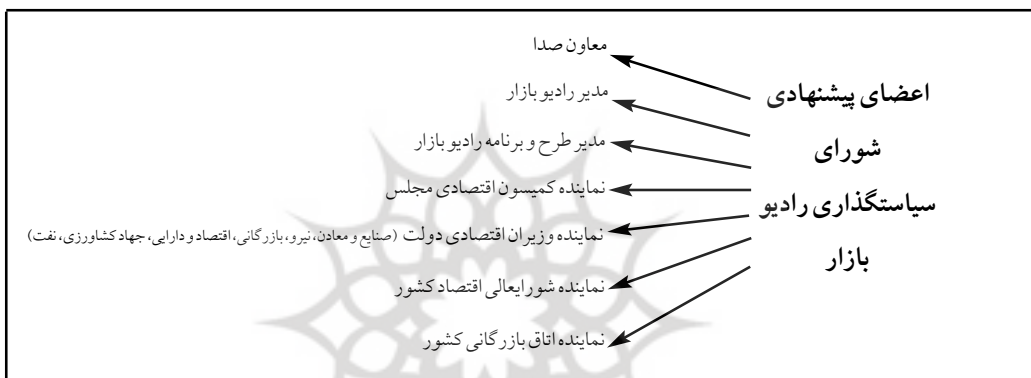 اعضای پیشنهادی
شورای
سیاستگذاری رادیو
بازار
معاون صدا
مدیر رادیو بازار
مدیر طرح و برنامه رادیو بازار
نماینده کمیسون اقتصادی مجلس
نماینده وزیران اقتصادی دولت (صنایع و معادن، نیرو، بازرگانی، اقتصاد و دارایی، جهاد کشاورزی، نفت)
نماینده شورایعالی اقتصاد کشور
نماینده اتاق بازرگانی کشور